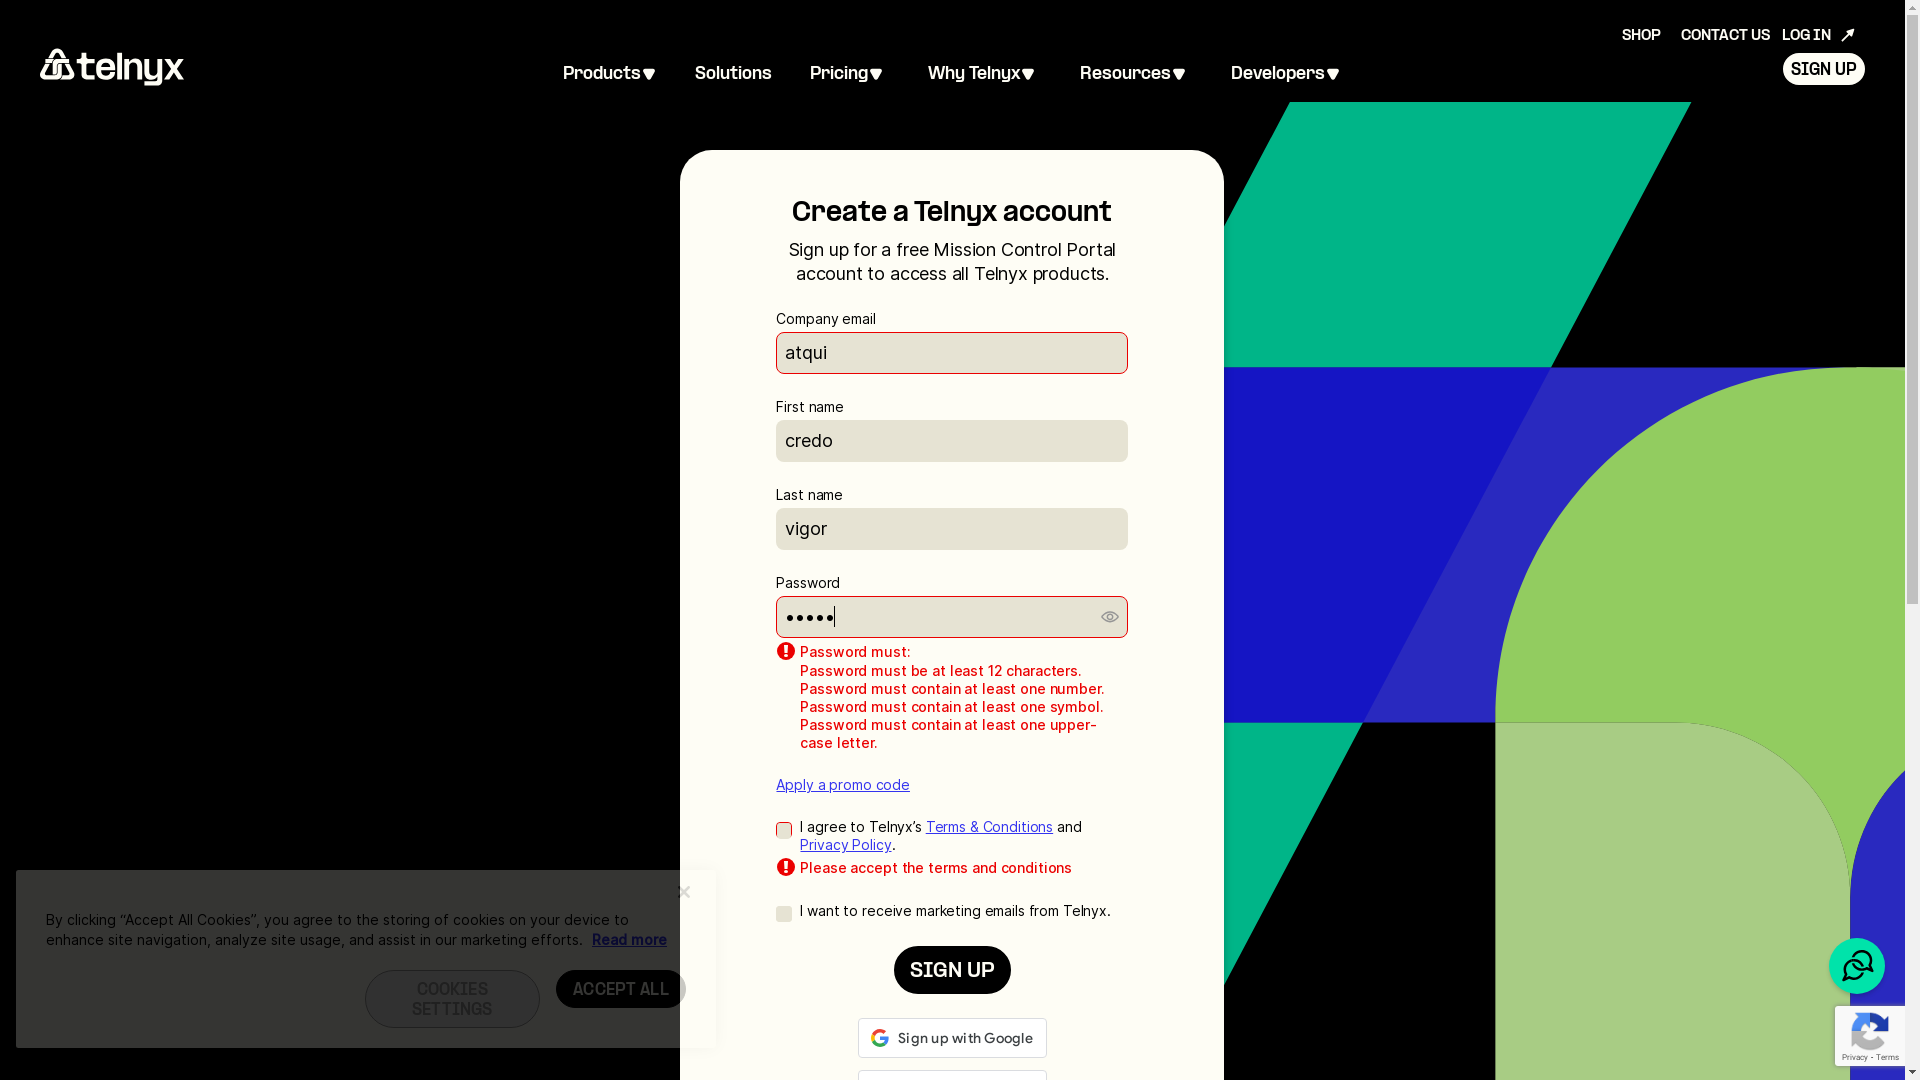 SHOP CONTACT US LOG IN
telnyx
Products Solutions Pricing Why Telnyx Resources Developers
SIGN UP
Create a Telnyx account
Sign up for a free Mission Control Portal
account to access all Telnyx products.
Company email
atqui
First name
credo
Last name
vigor
Password
•••••
Password must:
Password must be at least 12 characters.
Password must contain at least one number.
Password must contain at least one symbol.
Password must contain at least one upper-
case letter.
Apply a promo code
I agree to Telnyx’s Terms & Conditions and
Privacy Policy.
Please accept the terms and conditions
I want to receive marketing emails from Telnyx.
SIGN UP
Sign up with Google
By clicking “Accept All Cookies”, you agree to the storing of cookies on your device to
enhance site navigation, analyze site usage, and assist in our marketing efforts. Read more
COOKIES
SETTINGS
ACCEPT ALL
Privacy - Terms